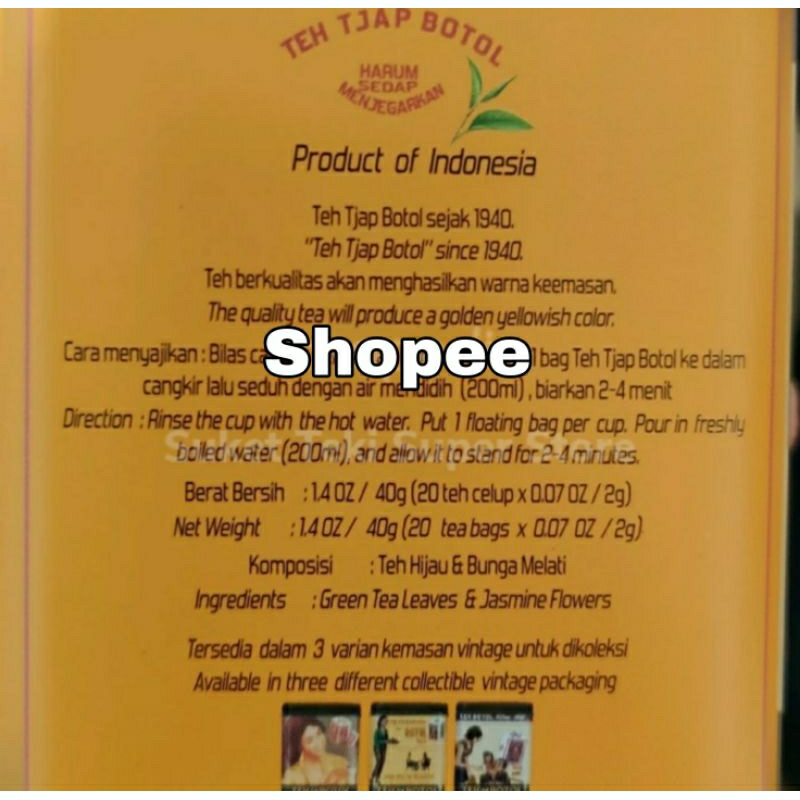 TEH TJAP BOTOL
HARUM
SEDAP
MENJEGARKAN
Product of Indonesia
Teh Tjap Botol sejak 1940.
"Teh Tjap Botol" since 1940.
Teh berkualitas akan menghasilkan warna keemasan.
The quality tea will produce a golden yellowish color.
Shopee
Cara menyajikan : Bilas 1 bag Teh Tjap Botol ke dalam
cangkir lalu seduh dengan air mendidih (200ml) , biarkan 2-4 menit
Direction : Rinse the cup with the hot water. Put 1 floating bag per cup. Pour in freshly
Suket Teki Super Store
boiled water (200ml), and allow it to stand for 2-4 minutes.
Berat Bersih : 1.4 OZ / 40g (20 teh celup x 0.07 OZ / 2g)
Net Weight : 1.4 OZ / 40g (20 tea bags x 0.07 OZ / 2g)
Komposisi : Teh Hijau & Bunga Melati
Ingredients : Green Tea Leaves & Jasmine Flowers
Tersedia dalam 3 varian kemasan vintage untuk dikoleksi
Available in three different collectible vintage packaging
BOTOL